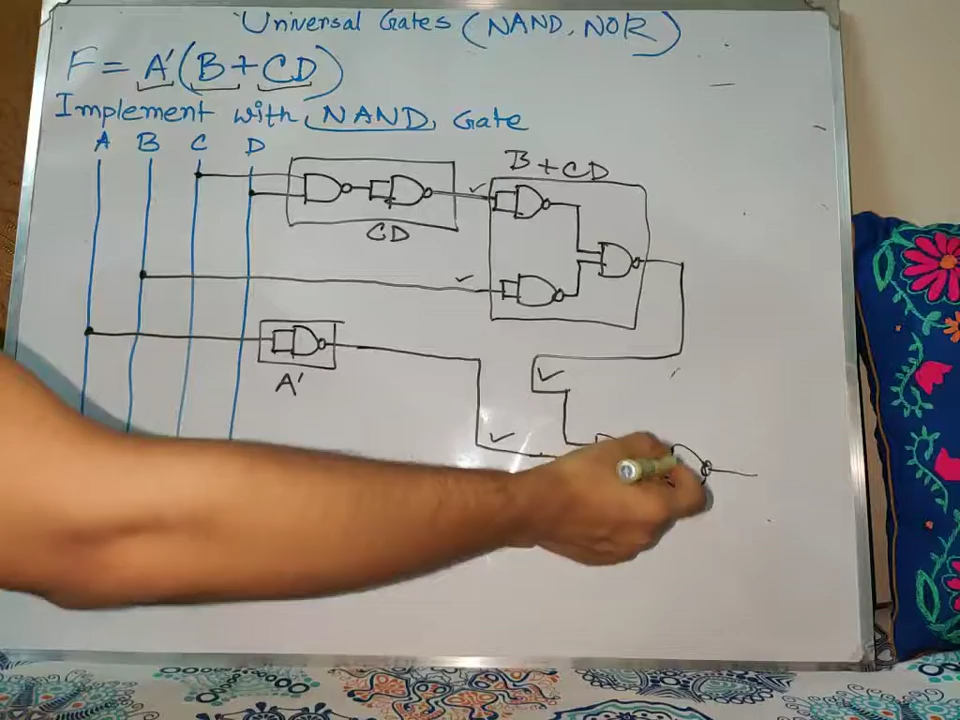 Universal Gates (NAND, NOR)
F = A'(B + CD)
Implement with NAND Gate
A B C D
B + CD
CD
A'